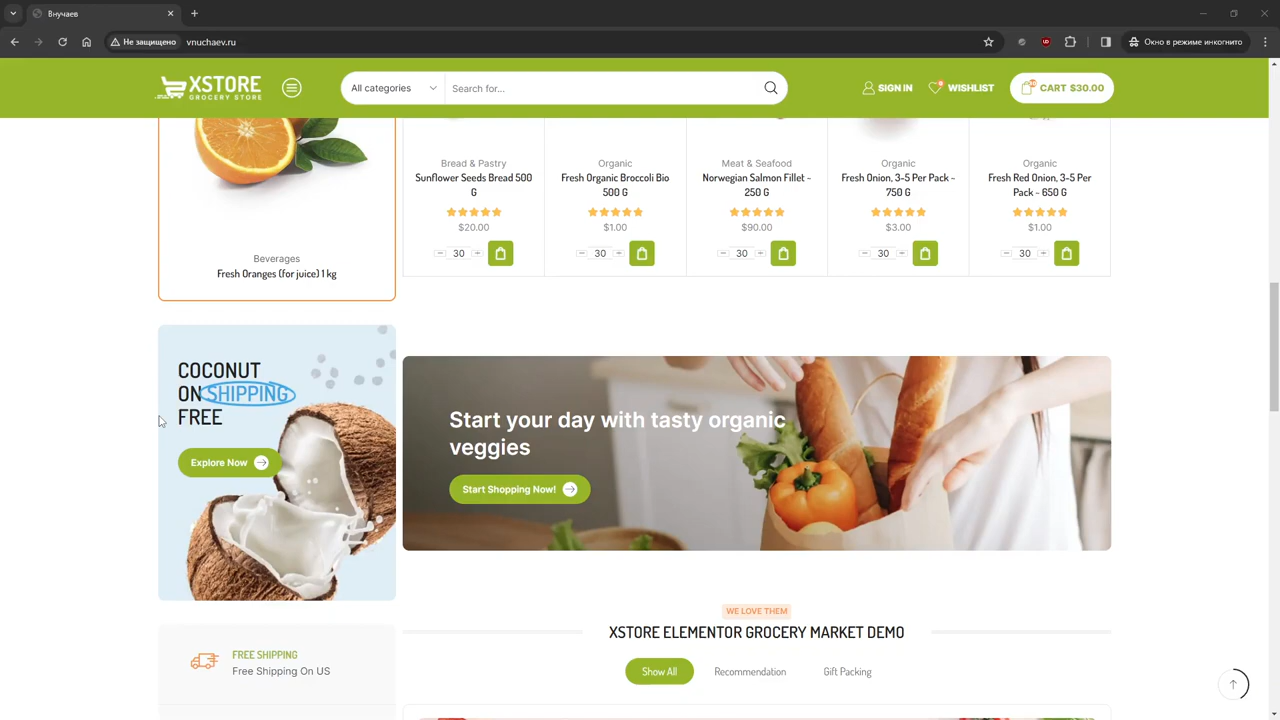 Внучаев
Не защищено
vnuchaev.ru
Окно в режиме инкогнито
XSTORE
GROCERY STORE
All categories
Search for...
SIGN IN
WISHLIST
CART $30.00
Beverages
Fresh Oranges (for juice) 1 kg
Bread & Pastry
Sunflower Seeds Bread 500
G
$20.00
30
Organic
Fresh Organic Broccoli Bio
500 G
$1.00
30
Meat & Seafood
Norwegian Salmon Fillet -
250 G
$90.00
30
Organic
Fresh Onion, 3-5 Per Pack -
750 G
$3.00
30
Organic
Fresh Red Onion, 3-5 Per
Pack - 650 G
$1.00
30
COCONUT
ON SHIPPING
FREE
Explore Now
Start your day with tasty organic
veggies
Start Shopping Now!
FREE SHIPPING
Free Shipping On US
WE LOVE THEM
XSTORE ELEMENTOR GROCERY MARKET DEMO
Show All
Recommendation
Gift Packing